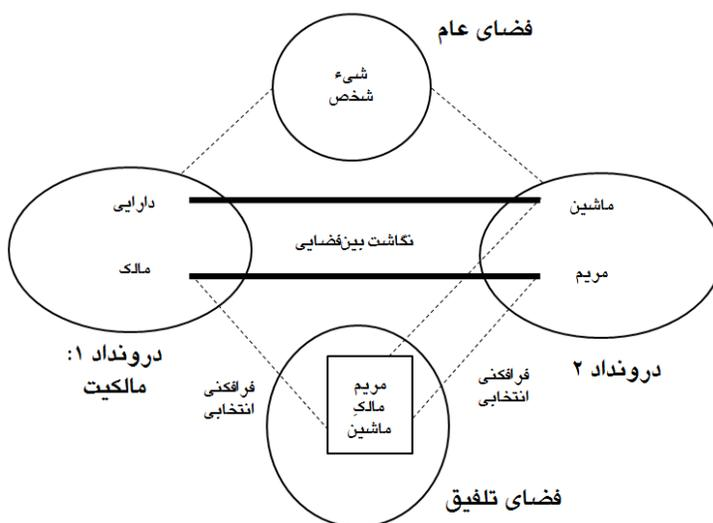 فضای عام
شیء
شخص
دارایی
ماشین
نگاشت بین‌فضایی
مالک
مریم
درونداد ۱:
مالکیت
درونداد ۲
فرافکنی
انتخابی
فرافکنی
انتخابی
مریم
مالکِ
ماشین
فضای تلفیق